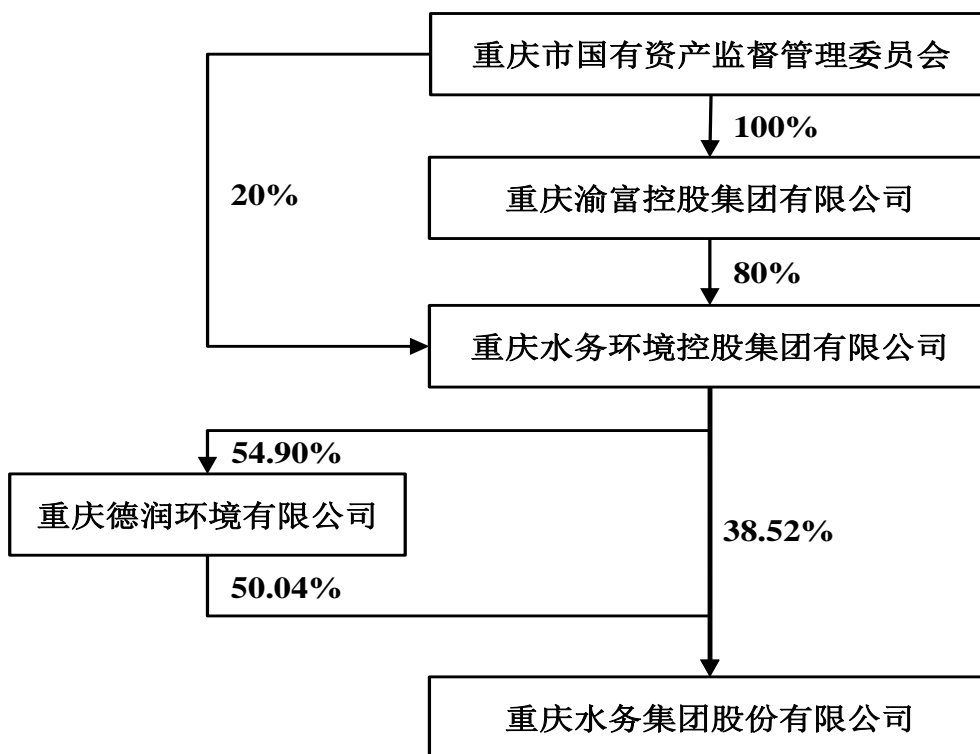 重庆市国有资产监督管理委员会
100%
20%
重庆渝富控股集团有限公司
80%
重庆水务环境控股集团有限公司
54.90%
重庆德润环境有限公司
38.52%
50.04%
重庆水务集团股份有限公司